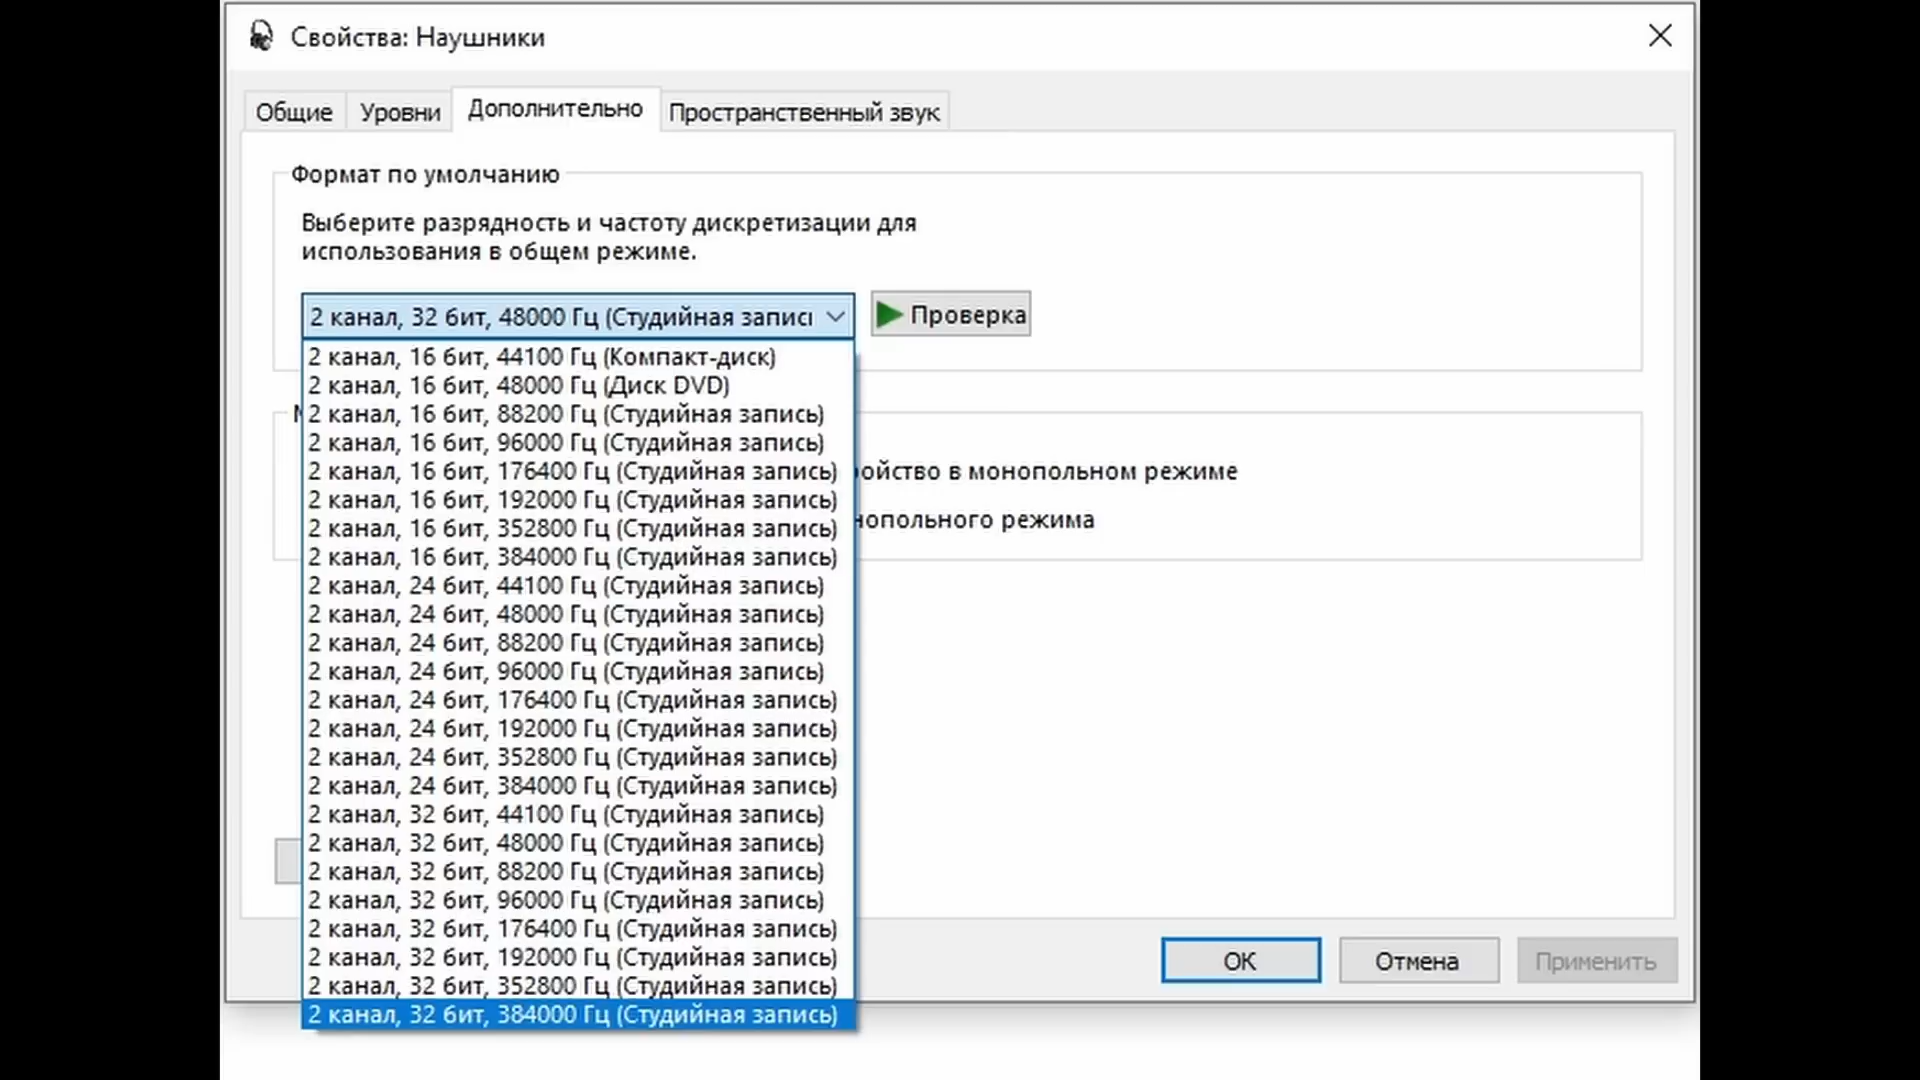 Свойства: Наушники
Общие
Уровни
Дополнительно
Пространственный звук
Формат по умолчанию
Выберите разрядность и частоту дискретизации для
использования в общем режиме.
2 канал, 32 бит, 48000 Гц (Студийная запис
Проверка
2 канал, 16 бит, 44100 Гц (Компакт-диск)
2 канал, 16 бит, 48000 Гц (Диск DVD)
2 канал, 16 бит, 88200 Гц (Студийная запись)
2 канал, 16 бит, 96000 Гц (Студийная запись)
2 канал, 16 бит, 176400 Гц (Студийная запись)
ройство в монопольном режиме
2 канал, 16 бит, 192000 Гц (Студийная запись)
нопольного режима
2 канал, 16 бит, 352800 Гц (Студийная запись)
2 канал, 16 бит, 384000 Гц (Студийная запись)
2 канал, 24 бит, 44100 Гц (Студийная запись)
2 канал, 24 бит, 48000 Гц (Студийная запись)
2 канал, 24 бит, 88200 Гц (Студийная запись)
2 канал, 24 бит, 96000 Гц (Студийная запись)
2 канал, 24 бит, 176400 Гц (Студийная запись)
2 канал, 24 бит, 192000 Гц (Студийная запись)
2 канал, 24 бит, 352800 Гц (Студийная запись)
2 канал, 24 бит, 384000 Гц (Студийная запись)
2 канал, 32 бит, 44100 Гц (Студийная запись)
2 канал, 32 бит, 48000 Гц (Студийная запись)
2 канал, 32 бит, 88200 Гц (Студийная запись)
2 канал, 32 бит, 96000 Гц (Студийная запись)
2 канал, 32 бит, 176400 Гц (Студийная запись)
2 канал, 32 бит, 192000 Гц (Студийная запись)
2 канал, 32 бит, 352800 Гц (Студийная запись)
2 канал, 32 бит, 384000 Гц (Студийная запись)
ОК
Отмена
Применить